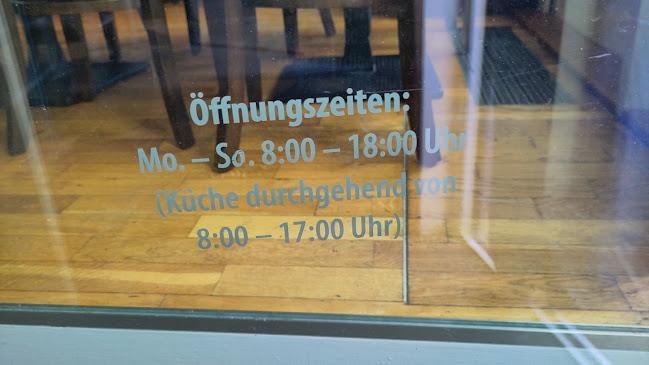 Öffnungszeiten:
Mo. – So. 8:00 – 18:00 Uhr
(Küche durchgehend von
8:00 – 17:00 Uhr)